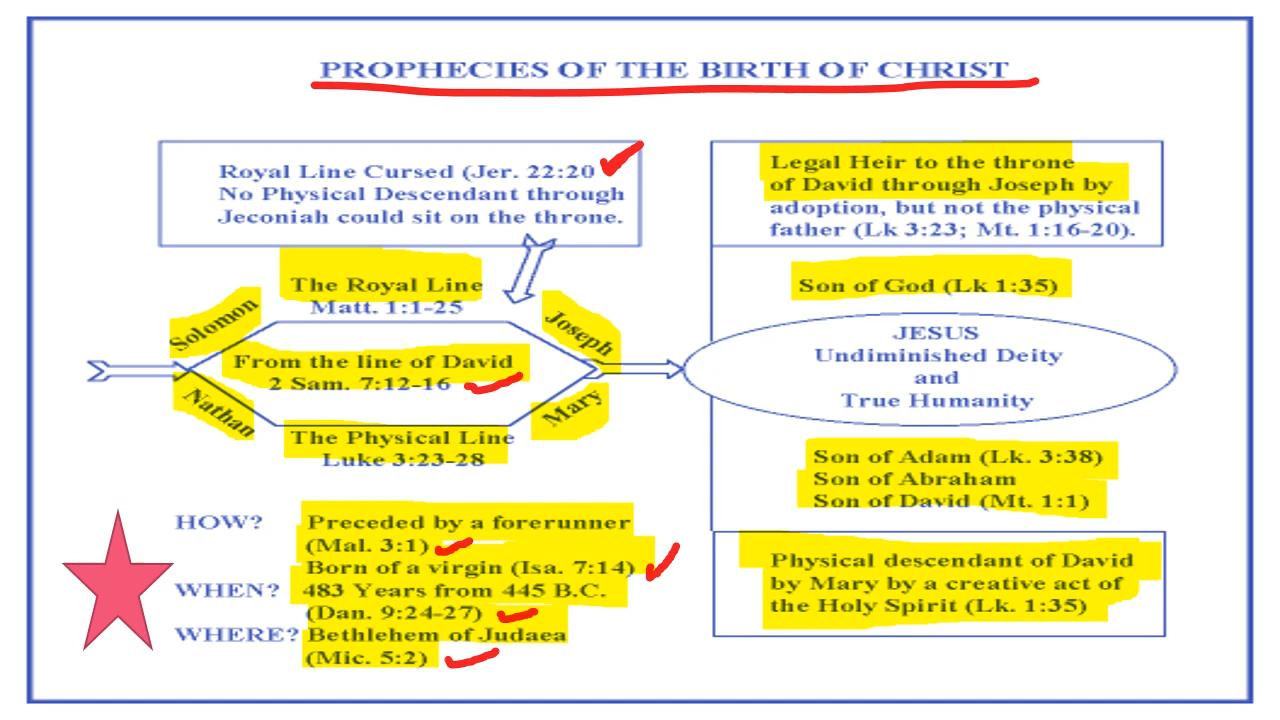 PROPHECIES OF THE BIRTH OF CHRIST
Royal Line Cursed (Jer. 22:20
No Physical Descendant through
Jeconiah could sit on the throne.
Legal Heir to the throne
of David through Joseph by
adoption, but not the physical
father (Lk 3:23; Mt. 1:16-20).
The Royal Line
Matt. 1:1-25
Solomon
Joseph
From the line of David
2 Sam. 7:12-16
Nathan
Mary
The Physical Line
Luke 3:23-28
Son of God (Lk 1:35)
JESUS
Undiminished Deity
and
True Humanity
Son of Adam (Lk. 3:38)
Son of Abraham
Son of David (Mt. 1:1)
HOW? Preceded by a forerunner
(Mal. 3:1)
Born of a virgin (Isa. 7:14)
WHEN? 483 Years from 445 B.C.
(Dan. 9:24-27)
WHERE? Bethlehem of Judaea
(Mic. 5:2)
Physical descendant of David
by Mary by a creative act of
the Holy Spirit (Lk. 1:35)